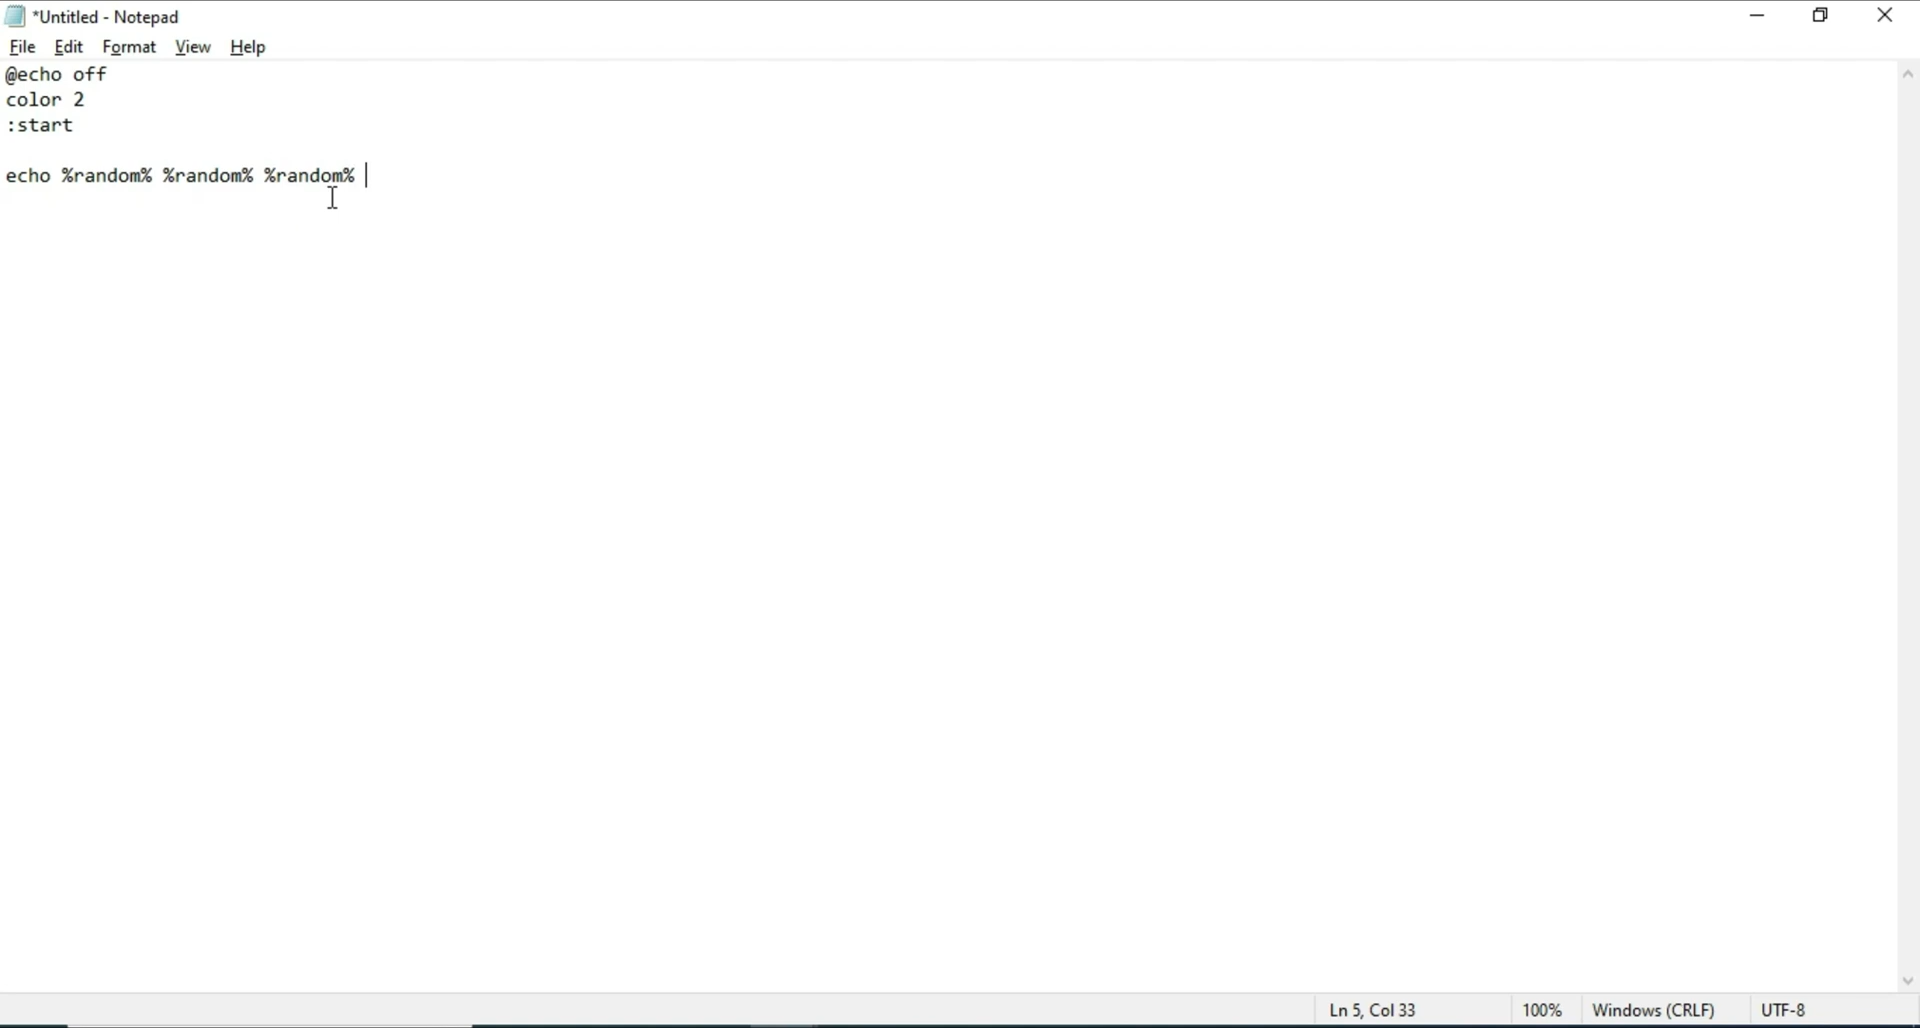 *Untitled - Notepad
File Edit Format View Help
@echo off
color 2
:start
echo %random% %random% %random%
Ln 5, Col 33 100% Windows (CRLF) UTF-8